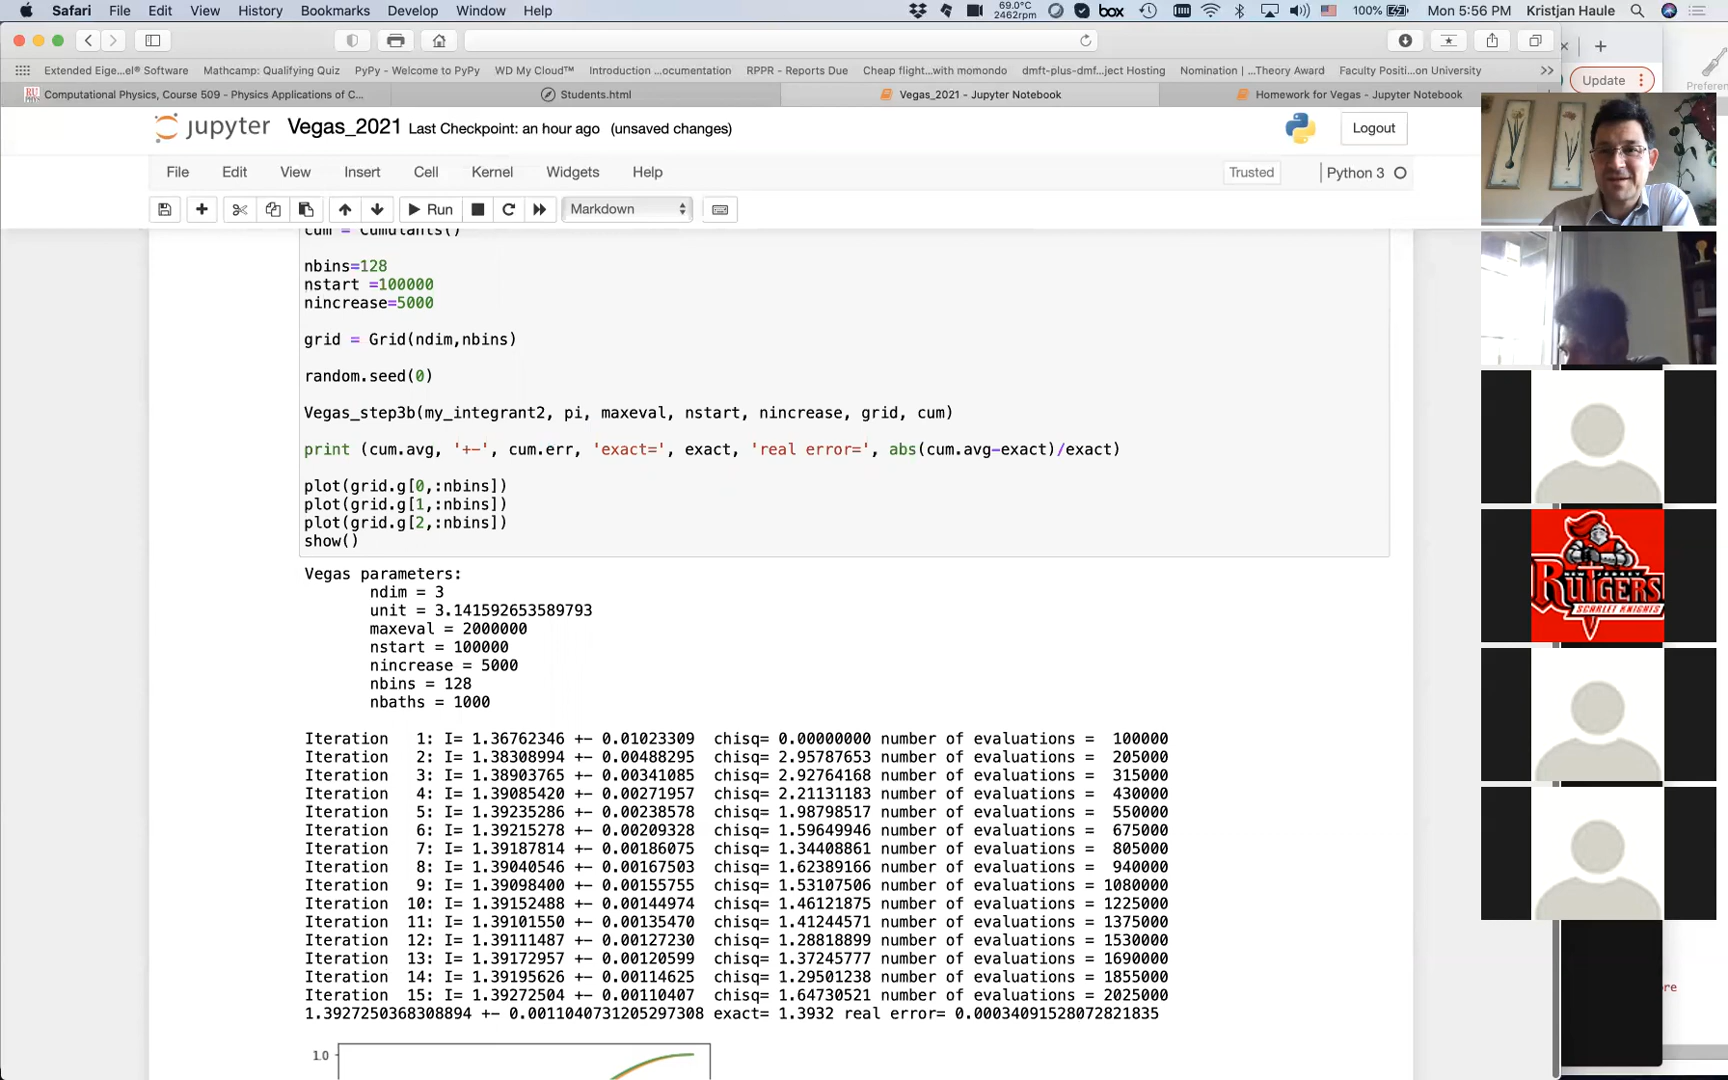 Safari File Edit View History Bookmarks Develop Window Help
69.0°C
2462rpm
box
100%
Mon 5:56 PM Kristjan Haule
Extended Eige...el® Software Mathcamp: Qualifying Quiz PyPy - Welcome to PyPy WD My Cloud™ Introduction ...ocumentation RPPR - Reports Due Cheap flight...with momondo dmft-plus-dmf...ject Hosting Nomination |...Theory Award Faculty Positi...on University
Update
Preferen
Computational Physics, Course 509 - Physics Applications of C... Students.html Vegas_2021 - Jupyter Notebook Homework for Vegas - Jupyter Notebook
jupyter Vegas_2021 Last Checkpoint: an hour ago (unsaved changes)
Logout
File Edit View Insert Cell Kernel Widgets Help
Trusted Python 3
Run Markdown
cum = Cumulants()
nbins=128
nstart =100000
nincrease=5000
grid = Grid(ndim,nbins)
random.seed(0)
Vegas_step3b(my_integrant2, pi, maxeval, nstart, nincrease, grid, cum)
print (cum.avg, '+-', cum.err, 'exact=', exact, 'real error=', abs(cum.avg-exact)/exact)
plot(grid.g[0,:nbins])
plot(grid.g[1,:nbins])
plot(grid.g[2,:nbins])
show()
Vegas parameters:
ndim = 3
unit = 3.141592653589793
maxeval = 2000000
nstart = 100000
nincrease = 5000
nbins = 128
nbaths = 1000
Iteration 1: I= 1.36762346 +- 0.01023309 chisq= 0.00000000 number of evaluations = 100000
Iteration 2: I= 1.38308994 +- 0.00488295 chisq= 2.95787653 number of evaluations = 205000
Iteration 3: I= 1.38903765 +- 0.00341085 chisq= 2.92764168 number of evaluations = 315000
Iteration 4: I= 1.39085420 +- 0.00271957 chisq= 2.21131183 number of evaluations = 430000
Iteration 5: I= 1.39235286 +- 0.00238578 chisq= 1.98798517 number of evaluations = 550000
Iteration 6: I= 1.39215278 +- 0.00209328 chisq= 1.59649946 number of evaluations = 675000
Iteration 7: I= 1.39187814 +- 0.00186075 chisq= 1.34408861 number of evaluations = 805000
Iteration 8: I= 1.39040546 +- 0.00167503 chisq= 1.62389166 number of evaluations = 940000
Iteration 9: I= 1.39098400 +- 0.00155755 chisq= 1.53107506 number of evaluations = 1080000
Iteration 10: I= 1.39152488 +- 0.00144974 chisq= 1.46121875 number of evaluations = 1225000
Iteration 11: I= 1.39101550 +- 0.00135470 chisq= 1.41244571 number of evaluations = 1375000
Iteration 12: I= 1.39111487 +- 0.00127230 chisq= 1.28818899 number of evaluations = 1530000
Iteration 13: I= 1.39172957 +- 0.00120599 chisq= 1.37245777 number of evaluations = 1690000
Iteration 14: I= 1.39195626 +- 0.00114625 chisq= 1.29501238 number of evaluations = 1855000
Iteration 15: I= 1.39272504 +- 0.00110407 chisq= 1.64730521 number of evaluations = 2025000
1.3927250368308894 +- 0.0011040731205297308 exact= 1.3932 real error= 0.00034091528072821835
1.0
NEW JERSEY
RUTGERS
SCARLET KNIGHTS
ore